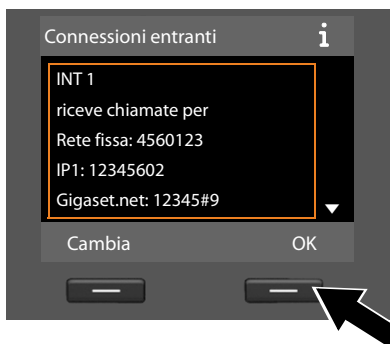 Connessioni entranti i
INT 1
riceve chiamate per
Rete fissa: 4560123
IP1: 12345602
Gigaset.net: 12345#9
Cambia OK